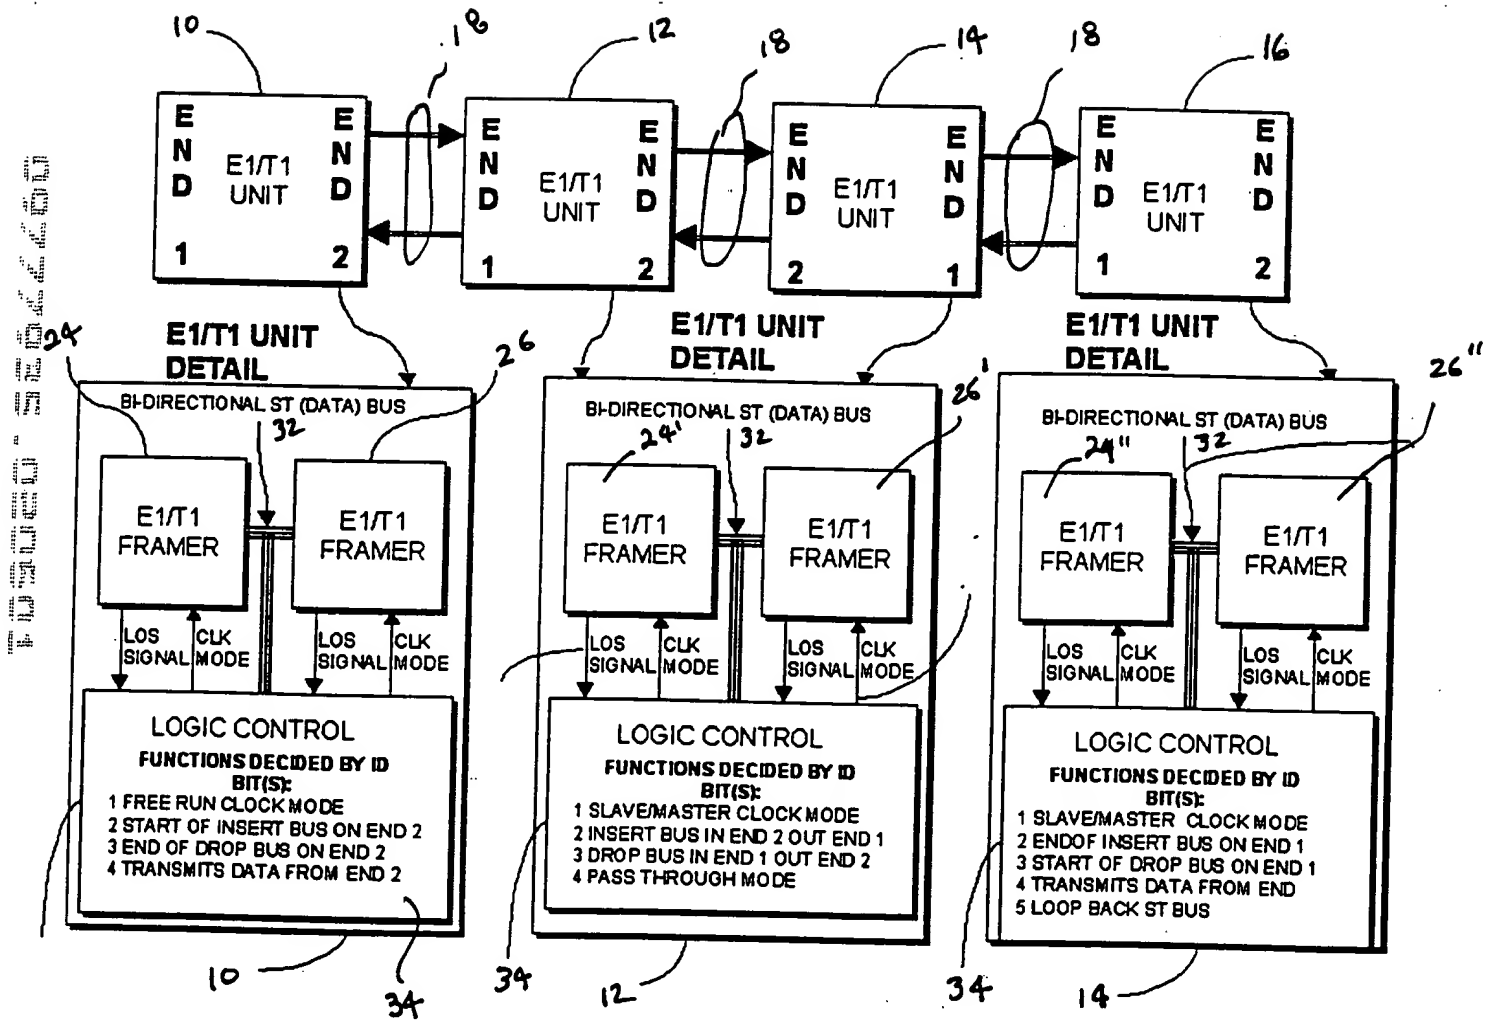 10
18
12
18
14
18
16
END 1
E1/T1 UNIT
END 2
END 1
E1/T1 UNIT
END 2
END 2
E1/T1 UNIT
END 1
END 1
E1/T1 UNIT
END 2
24
E1/T1 UNIT
DETAIL
26
BI-DIRECTIONAL ST (DATA) BUS
32
E1/T1
FRAMER
E1/T1
FRAMER
LOS
SIGNAL
CLK
MODE
LOS
SIGNAL
CLK
MODE
LOGIC CONTROL
FUNCTIONS DECIDED BY ID
BIT(S):
1 FREE RUN CLOCK MODE
2 START OF INSERT BUS ON END 2
3 END OF DROP BUS ON END 2
4 TRANSMITS DATA FROM END 2
10
34
E1/T1 UNIT
DETAIL
26'
BI-DIRECTIONAL ST (DATA) BUS
24'
32
E1/T1
FRAMER
E1/T1
FRAMER
LOS
SIGNAL
CLK
MODE
LOS
SIGNAL
CLK
MODE
LOGIC CONTROL
FUNCTIONS DECIDED BY ID
BIT(S):
1 SLAVE/MASTER CLOCK MODE
2 INSERT BUS IN END 2 OUT END 1
3 DROP BUS IN END 1 OUT END 2
4 PASS THROUGH MODE
34
12
E1/T1 UNIT
DETAIL
26"
BI-DIRECTIONAL ST (DATA) BUS
24"
32
E1/T1
FRAMER
E1/T1
FRAMER
LOS
SIGNAL
CLK
MODE
LOS
SIGNAL
CLK
MODE
LOGIC CONTROL
FUNCTIONS DECIDED BY ID
BIT(S):
1 SLAVE/MASTER CLOCK MODE
2 ENDOF INSERT BUS ON END 1
3 START OF DROP BUS ON END 1
4 TRANSMITS DATA FROM END
5 LOOP BACK ST BUS
34
14